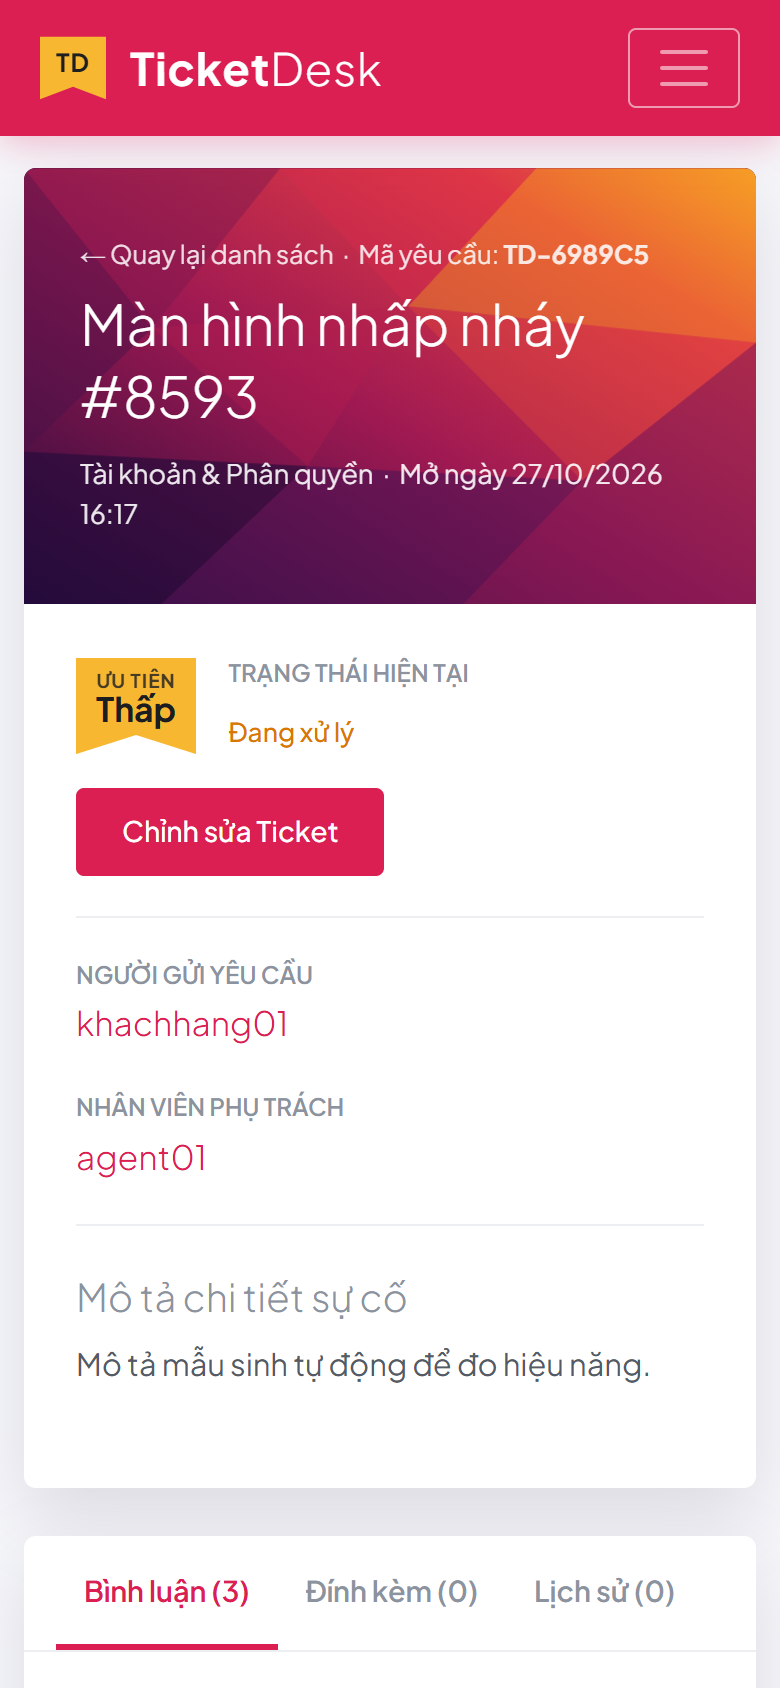 TD TicketDesk
← Quay lại danh sách · Mã yêu cầu: TD-6989C5
Màn hình nhấp nháy
#8593
Tài khoản & Phân quyền · Mở ngày 27/10/2026
16:17
ƯU TIÊN
Thấp
TRẠNG THÁI HIỆN TẠI
Đang xử lý
Chỉnh sửa Ticket
NGƯỜI GỬI YÊU CẦU
khachhang01
NHÂN VIÊN PHỤ TRÁCH
agent01
Mô tả chi tiết sự cố
Mô tả mẫu sinh tự động để đo hiệu năng.
Bình luận (3) Đính kèm (0) Lịch sử (0)